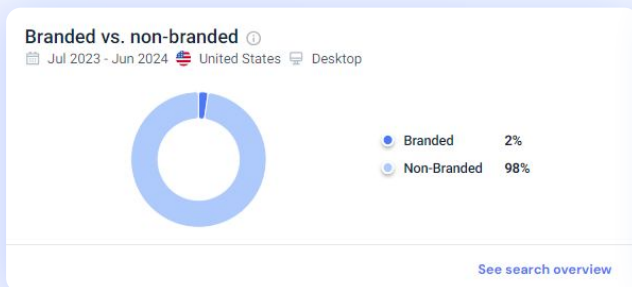 Branded vs. non-branded
Jul 2023 - Jun 2024 United States Desktop
Branded 2%
Non-Branded 98%
See search overview